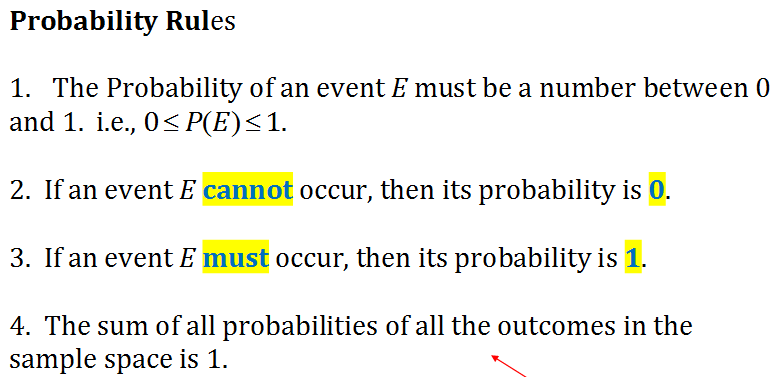 Probability Rules
1. The Probability of an event E must be a number between 0
and 1. i.e., 0 ≤ P(E) ≤ 1.
2. If an event E cannot occur, then its probability is 0.
3. If an event E must occur, then its probability is 1.
4. The sum of all probabilities of all the outcomes in the
sample space is 1.